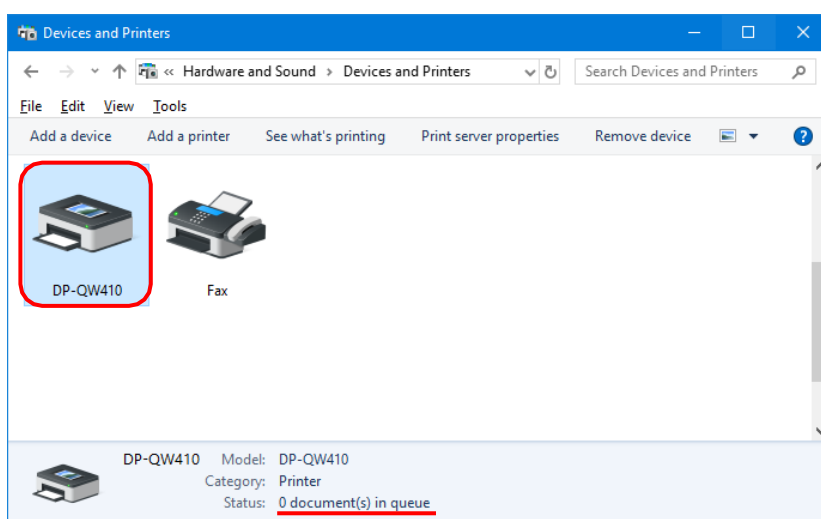 Devices and Printers
« Hardware and Sound > Devices and Printers Search Devices and Printers
File Edit View Tools
Add a device Add a printer See what's printing Print server properties Remove device ?
DP-QW410 Fax
DP-QW410 Model: DP-QW410
Category: Printer
Status: 0 document(s) in queue